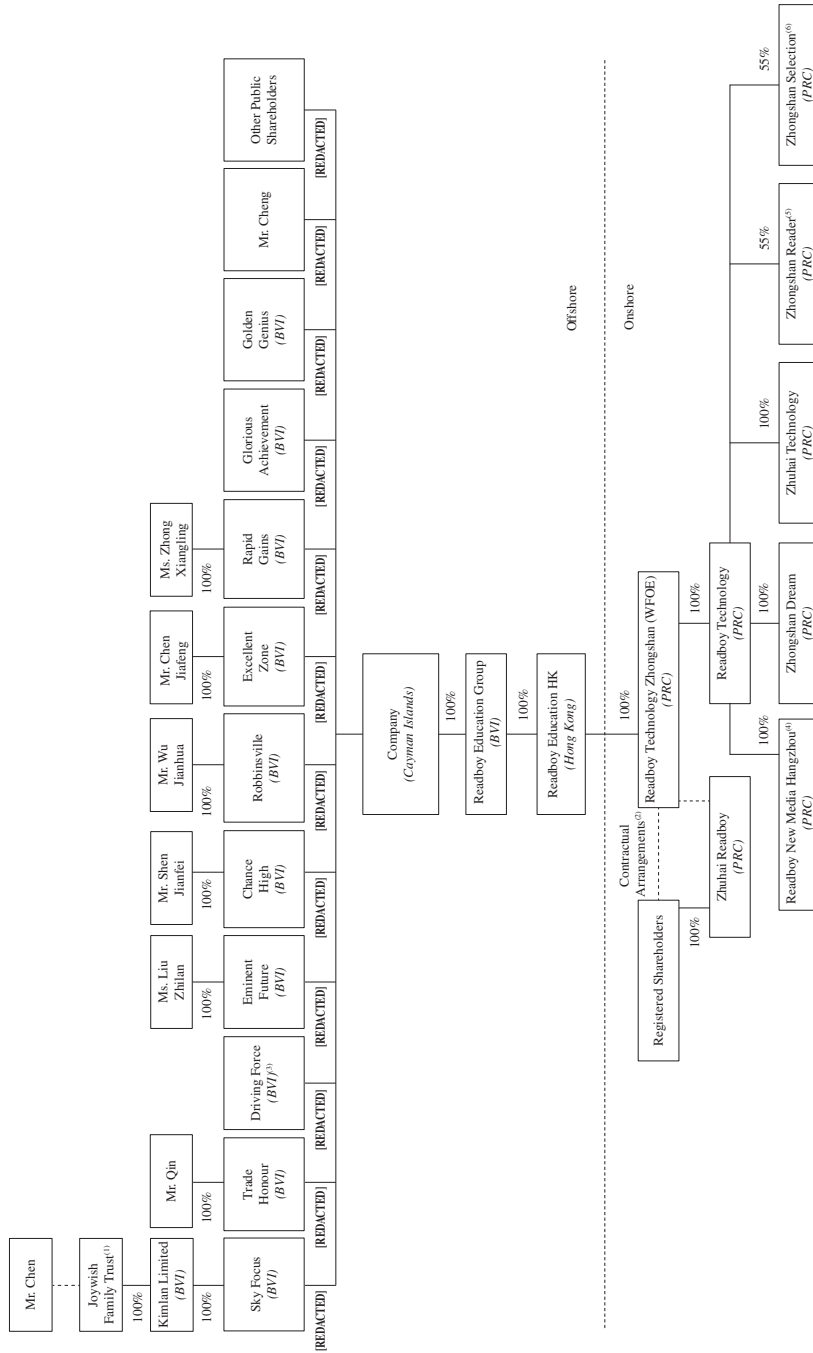 Mr. Chen
Joywish
Family Trust(1)
100%
Kimlan Limited
(BVI)
100%
Sky Focus
(BVI)
[REDACTED]
Mr. Qin
100%
Trade
Honour
(BVI)
[REDACTED]
Driving Force
(BVI)(3)
[REDACTED]
Ms. Liu
Zhilan
100%
Eminent
Future
(BVI)
[REDACTED]
Mr. Shen
Jianfei
100%
Chance
High
(BVI)
[REDACTED]
Mr. Wu
Jianhua
100%
Robbinsville
(BVI)
[REDACTED]
Mr. Chen
Jiafeng
100%
Excellent
Zone
(BVI)
[REDACTED]
Ms. Zhong
Xiangling
100%
Rapid
Gains
(BVI)
[REDACTED]
Glorious
Achievement
(BVI)
[REDACTED]
Golden
Genius
(BVI)
[REDACTED]
Mr. Cheng
[REDACTED]
Other Public
Shareholders
[REDACTED]
Company
(Cayman Islands)
100%
Readboy Education Group
(BVI)
100%
Readboy Education HK
(Hong Kong)
Offshore
Onshore
100%
Registered Shareholders
Contractual
Arrangements(2)
Readboy Technology Zhongshan (WFOE)
(PRC)
100%
Zhuhai Readboy
(PRC)
100%
Readboy Technology
(PRC)
100%
Readboy New Media Hangzhou(4)
(PRC)
100%
Zhongshan Dream
(PRC)
100%
Zhuhai Technology
(PRC)
55%
Zhongshan Reader(5)
(PRC)
55%
Zhongshan Selection(6)
(PRC)